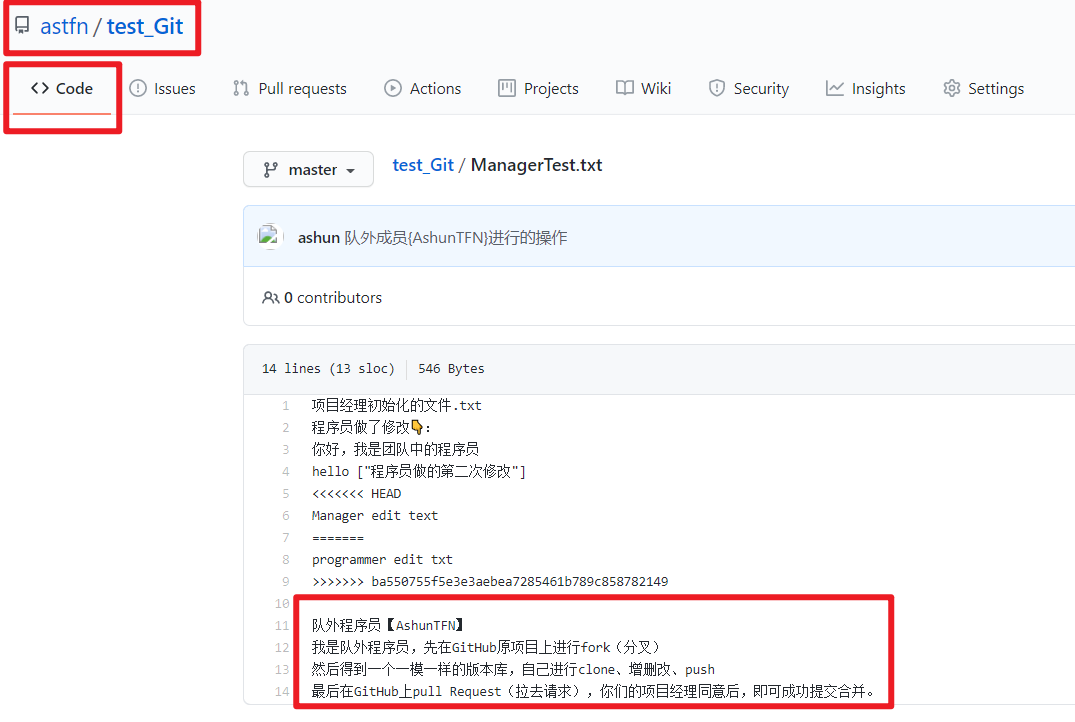 astfn / test_Git
Code Issues Pull requests Actions Projects Wiki Security Insights Settings
master test_Git / ManagerTest.txt
ashun 队外成员{AshunTFN}进行的操作
0 contributors
14 lines (13 sloc) 546 Bytes
1 项目经理初始化的文件.txt
2 程序员做了修改👇:
3 你好，我是团队中的程序员
4 hello ["程序员做的第二次修改"]
5 <<<<<<< HEAD
6 Manager edit text
7 =======
8 programmer edit txt
9 >>>>>>> ba550755f5e3e3aebea7285461b789c858782149
10
11 队外程序员【AshunTFN】
12 我是队外程序员，先在GitHub原项目上进行fork（分叉）
13 然后得到一个一模一样的版本库，自己进行clone、增删改、push
14 最后在GitHub上pull Request（拉去请求），你们的项目经理同意后，即可成功提交合并。